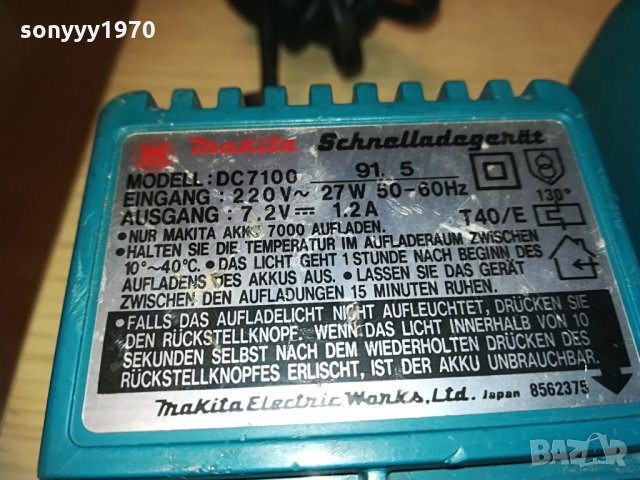 sonyyy1970
makita Schnelladegerät
MODELL: DC7100 91. 5
EINGANG: 220V~ 27W 50-60Hz
AUSGANG: 7,2V⎓ 1.2A
130°
T40/E
•NUR MAKITA AKKS 7000 AUFLADEN.
•HALTEN SIE DIE TEMPERATUR IM AUFLADERAUM ZWISCHEN
10°~40°C. •DAS LICHT GEHT 1 STUNDE NACH BEGINN DES
AUFLADENS DES AKKUS AUS. •LASSEN SIE DAS GERÄT
ZWISCHEN DEN AUFLADUNGEN 15 MINUTEN RUHEN.
•FALLS DAS AUFLADELICHT NICHT AUFLEUCHTET, DRÜCKEN SIE
DEN RÜCKSTELLKNOPF. WENN DAS LICHT INNERHALB VON 10
SEKUNDEN SELBST NACH DEM WIEDERHOLTEN DRÜCKEN DES
RÜCKSTELLKNOPFES ERLISCHT, IST DER AKKU UNBRAUCHBAR.
Makita Electric Works, Ltd. Japan 8562375
BAZAR